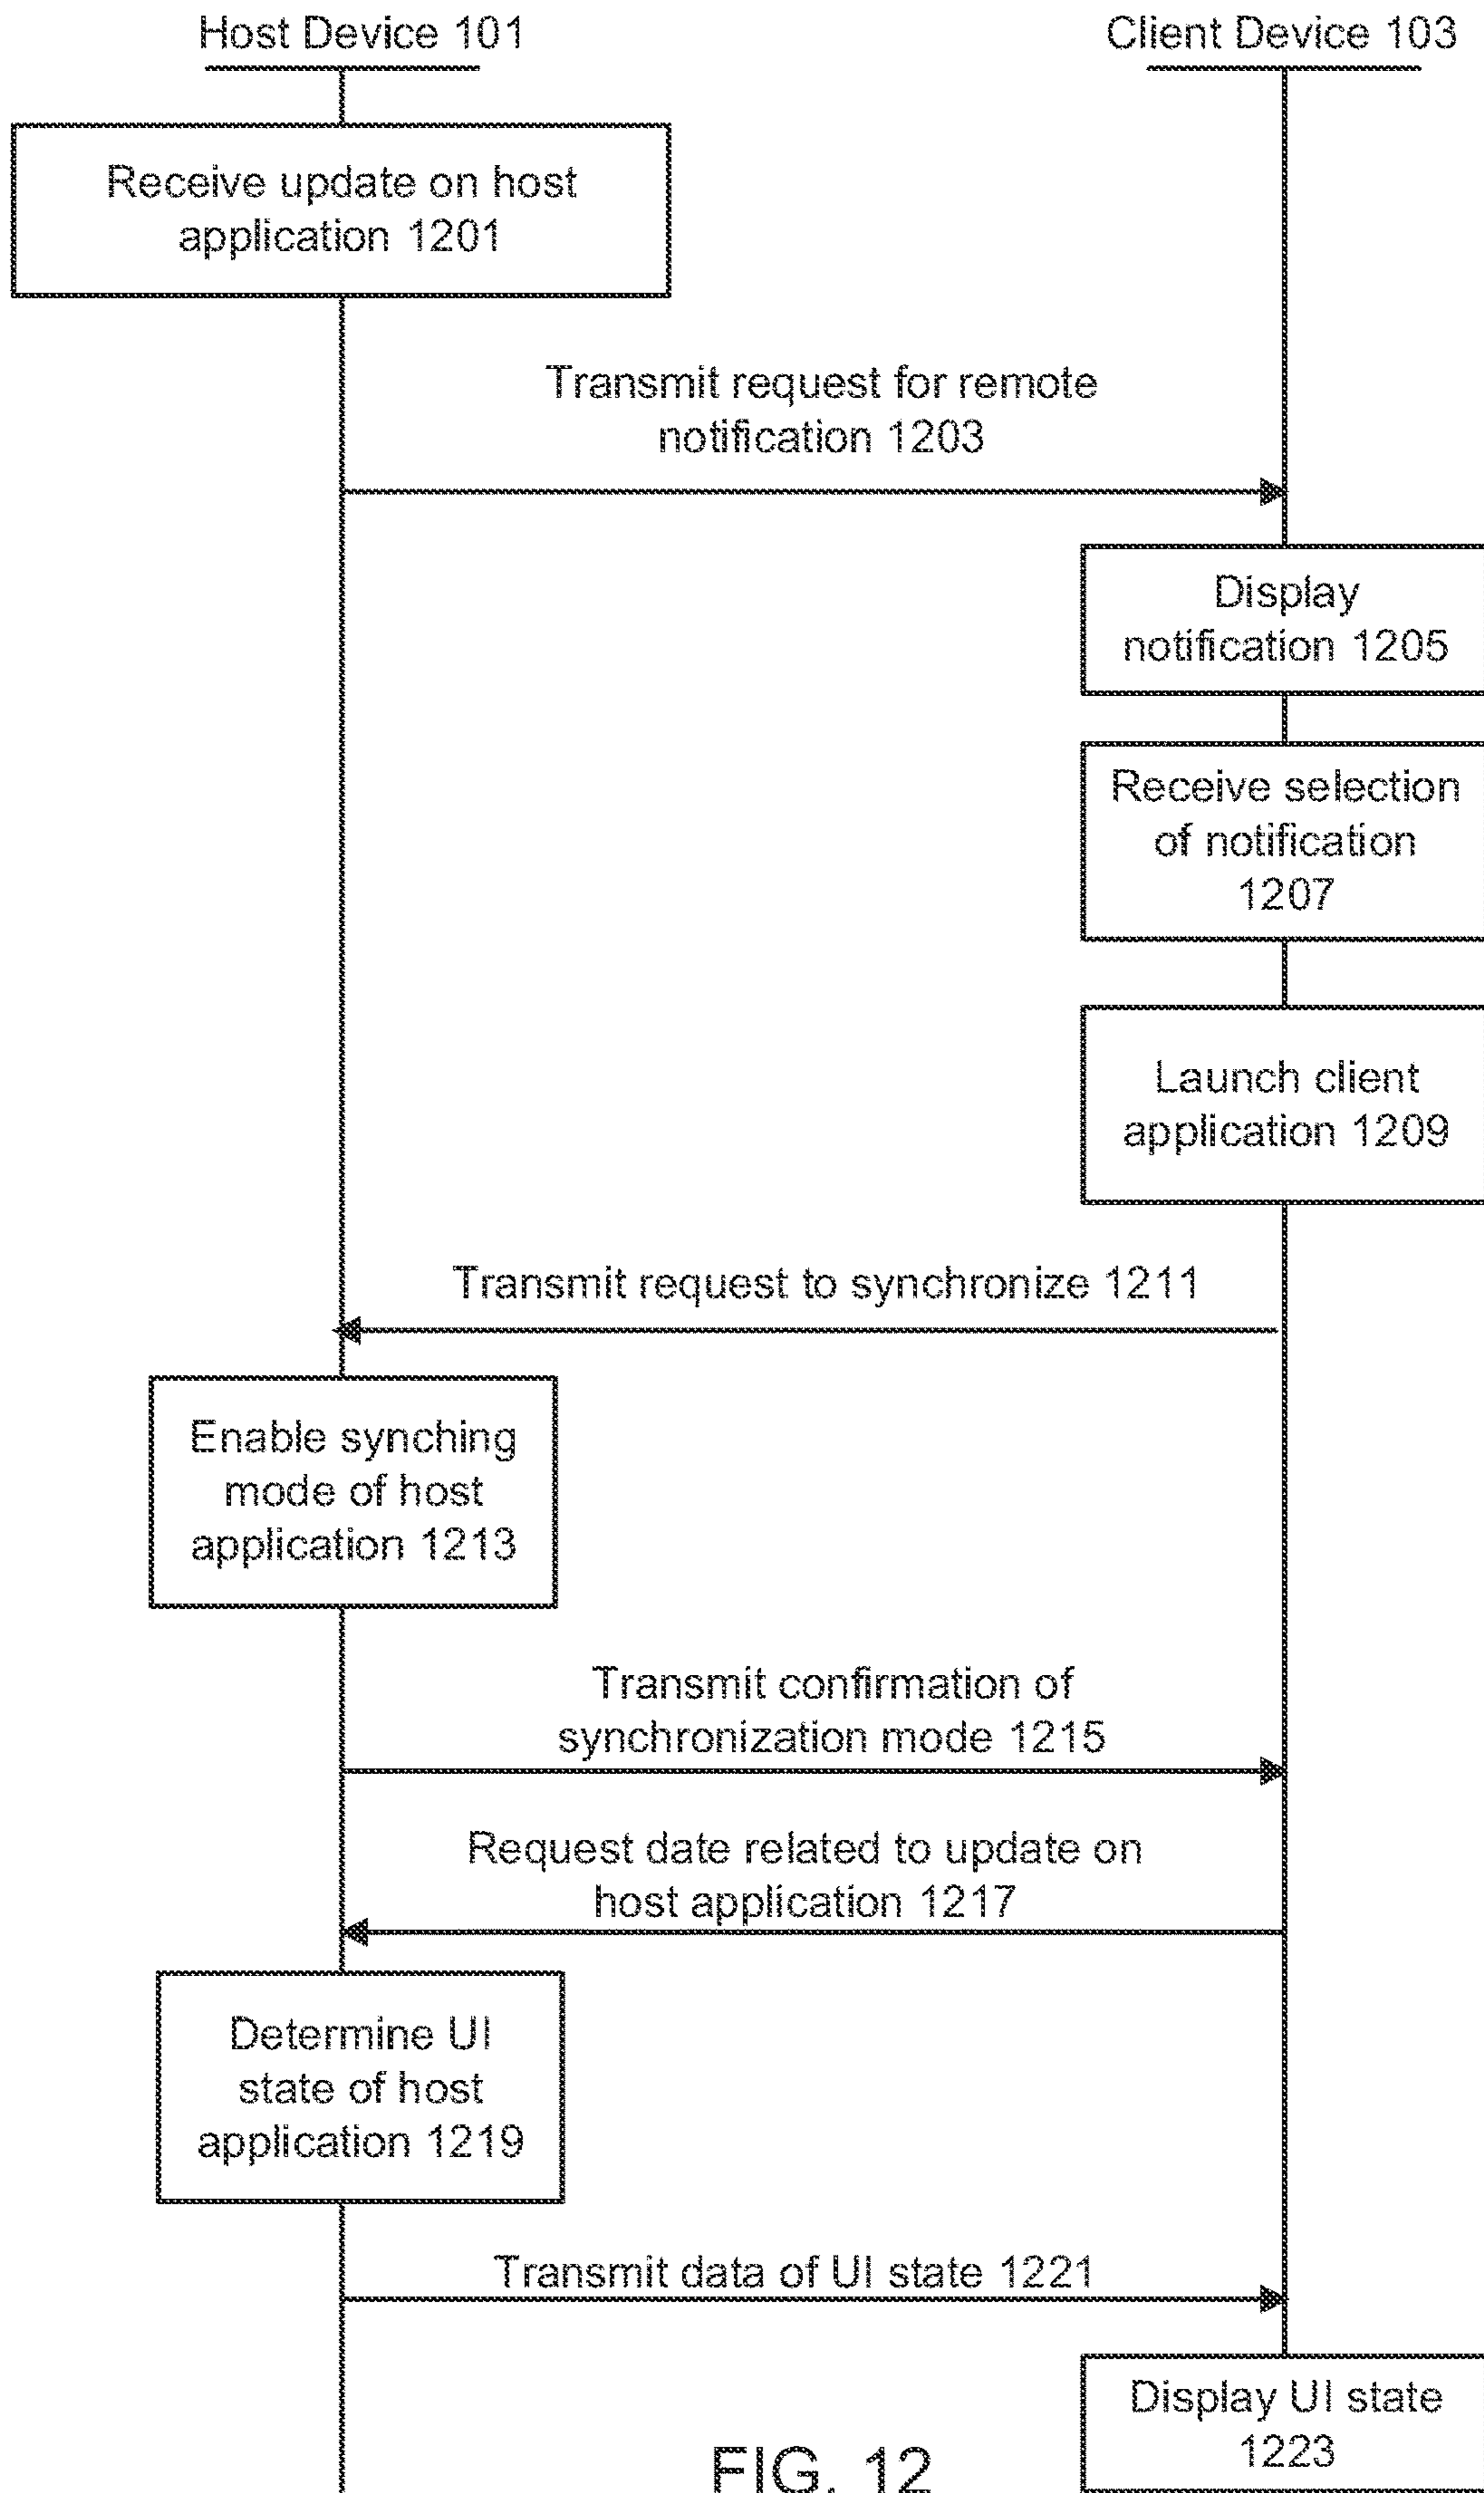 Host Device 101
Client Device 103
Receive update on host
application 1201
Transmit request for remote
notification 1203
Display
notification 1205
Receive selection
of notification
1207
Launch client
application 1209
Transmit request to synchronize 1211
Enable synching
mode of host
application 1213
Transmit confirmation of
synchronization mode 1215
Request date related to update on
host application 1217
Determine UI
state of host
application 1219
Transmit data of UI state 1221
Display UI state
1223
FIG. 12